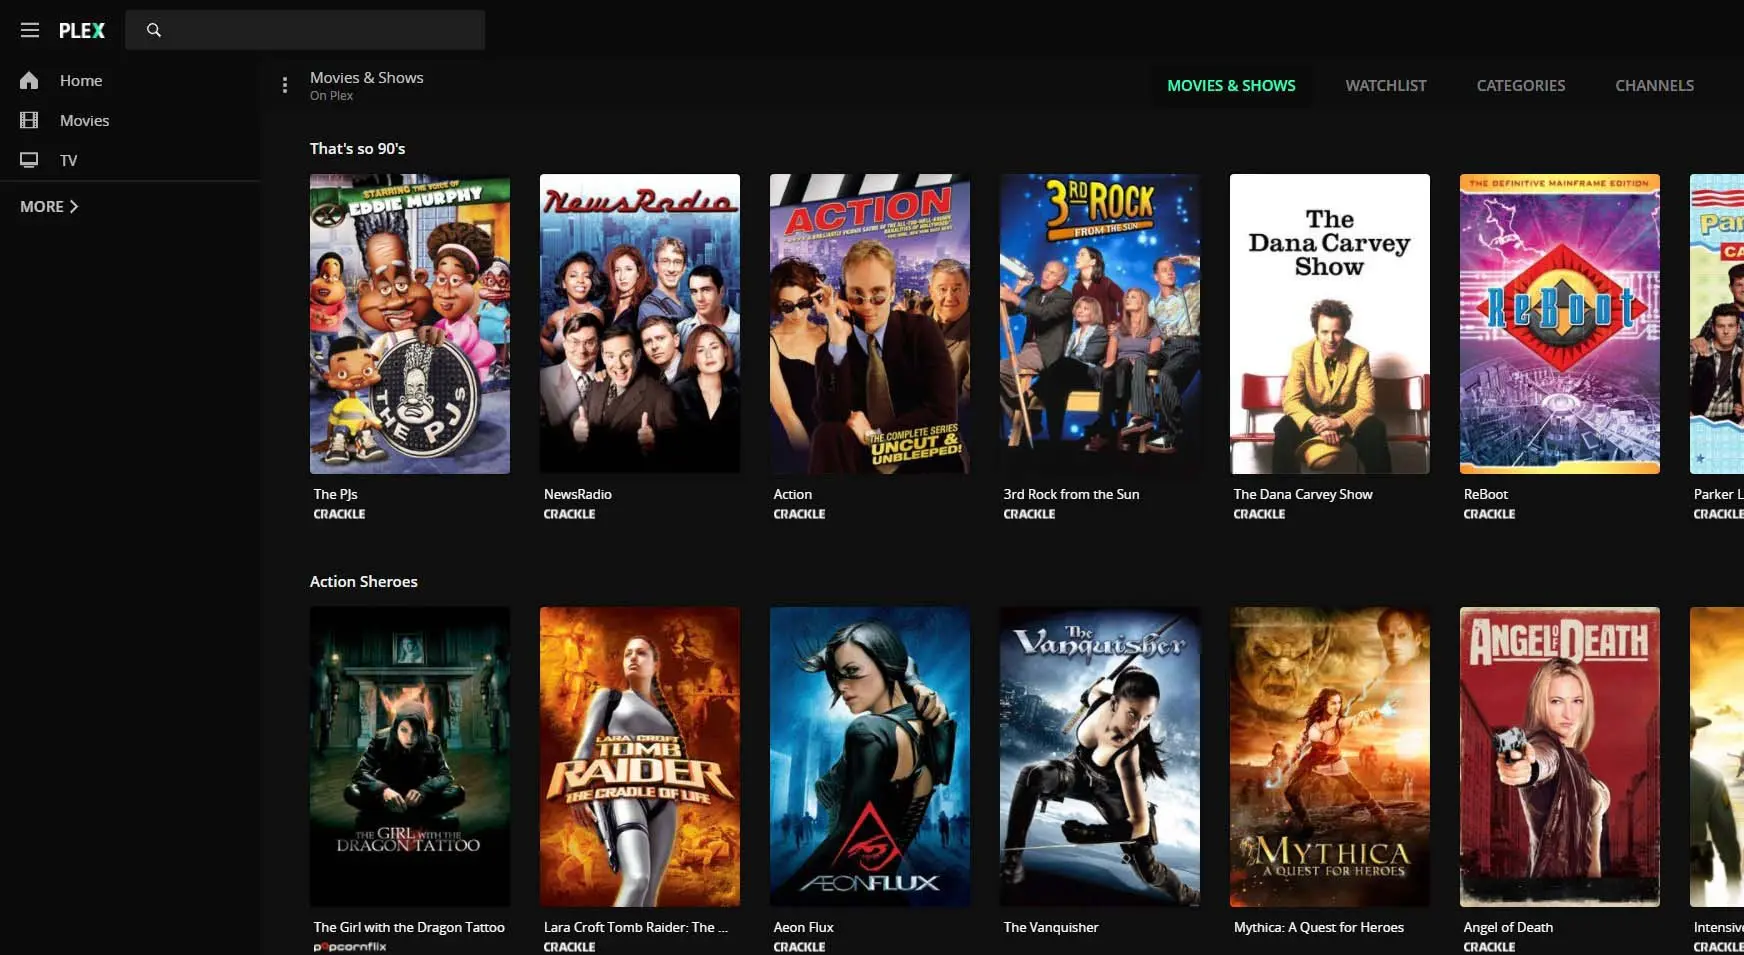 PLEX
Home
Movies
TV
MORE
Movies & Shows
On Plex
MOVIES & SHOWS
WATCHLIST
CATEGORIES
CHANNELS
That's so 90's
STARRING THE VOICE OF
EDDIE MURPHY
THE PJs
NewsRadio
ACTION
THE COMPLETE SERIES
UNCUT &
UNBLEEPED!
3RD ROCK
FROM THE SUN
The
Dana Carvey
Show
THE DEFINITIVE MAINFRAME EDITION
ReBoot
Par
CA
The PJs
CRACKLE
NewsRadio
CRACKLE
Action
CRACKLE
3rd Rock from the Sun
CRACKLE
The Dana Carvey Show
CRACKLE
ReBoot
CRACKLE
Parker L
CRACKLE
Action Sheroes
THE GIRL WITH THE
DRAGON TATTOO
LARA CROFT
TOMB
RAIDER
THE CRADLE OF LIFE
ÆONFLUX
The
Vanquisher
MYTHICA
A QUEST FOR HEROES
ANGEL OF DEATH
The Girl with the Dragon Tattoo
popcornflix
Lara Croft Tomb Raider: The ...
CRACKLE
Aeon Flux
CRACKLE
The Vanquisher
Mythica: A Quest for Heroes
Angel of Death
CRACKLE
Intensive
CRACKLE